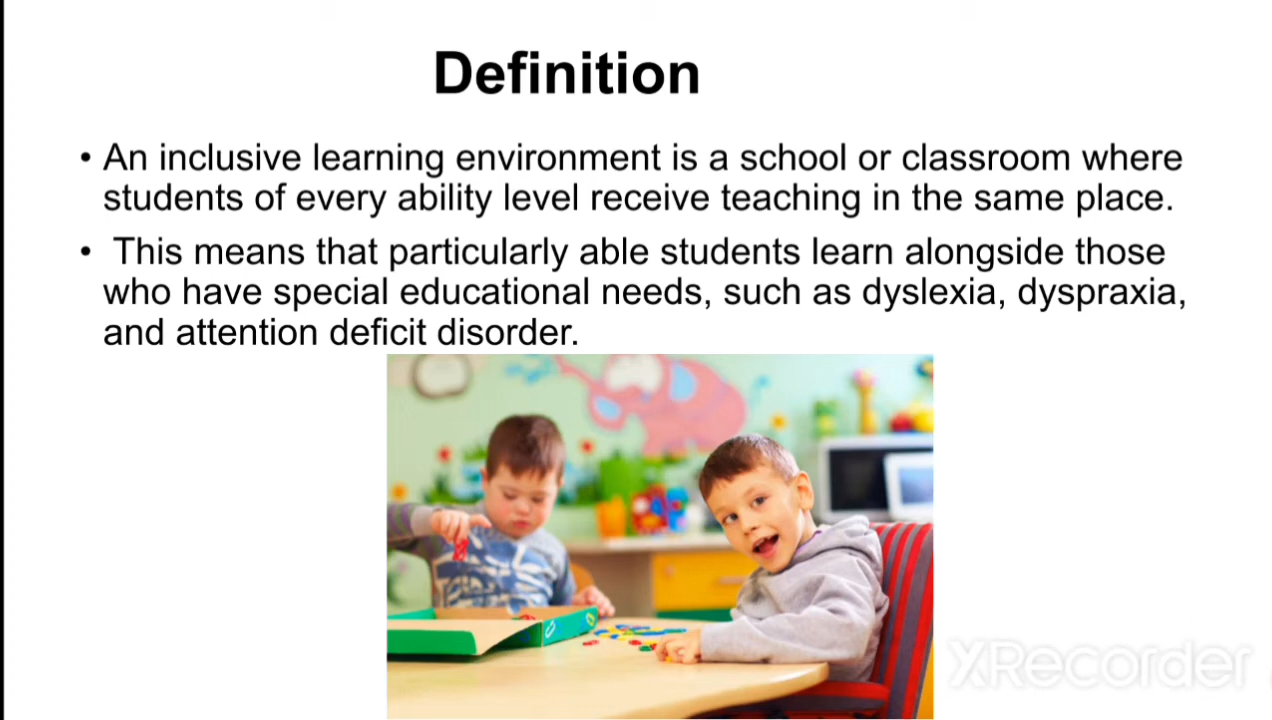 Definition
• An inclusive learning environment is a school or classroom where
students of every ability level receive teaching in the same place.
• This means that particularly able students learn alongside those
who have special educational needs, such as dyslexia, dyspraxia,
and attention deficit disorder.
XRecorder